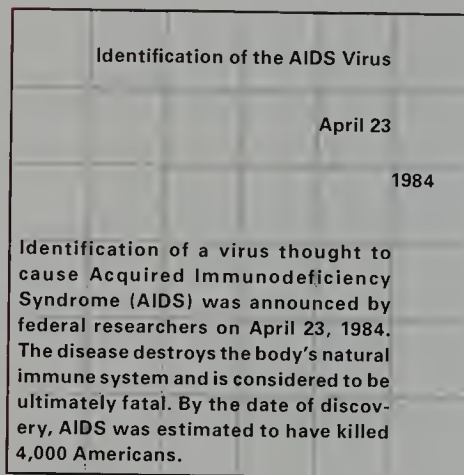 Identification of the AIDS Virus
April 23
1984
Identification of a virus thought to
cause Acquired Immunodeficiency
Syndrome (AIDS) was announced by
federal researchers on April 23, 1984.
The disease destroys the body's natural
immune system and is considered to be
ultimately fatal. By the date of discov-
ery, AIDS was estimated to have killed
4,000 Americans.